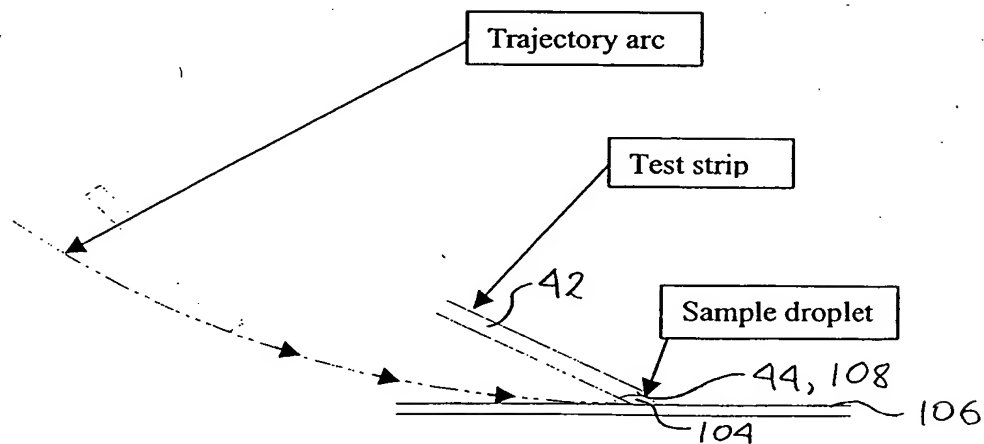 Trajectory arc
Test strip
42
Sample droplet
44, 108
106
104